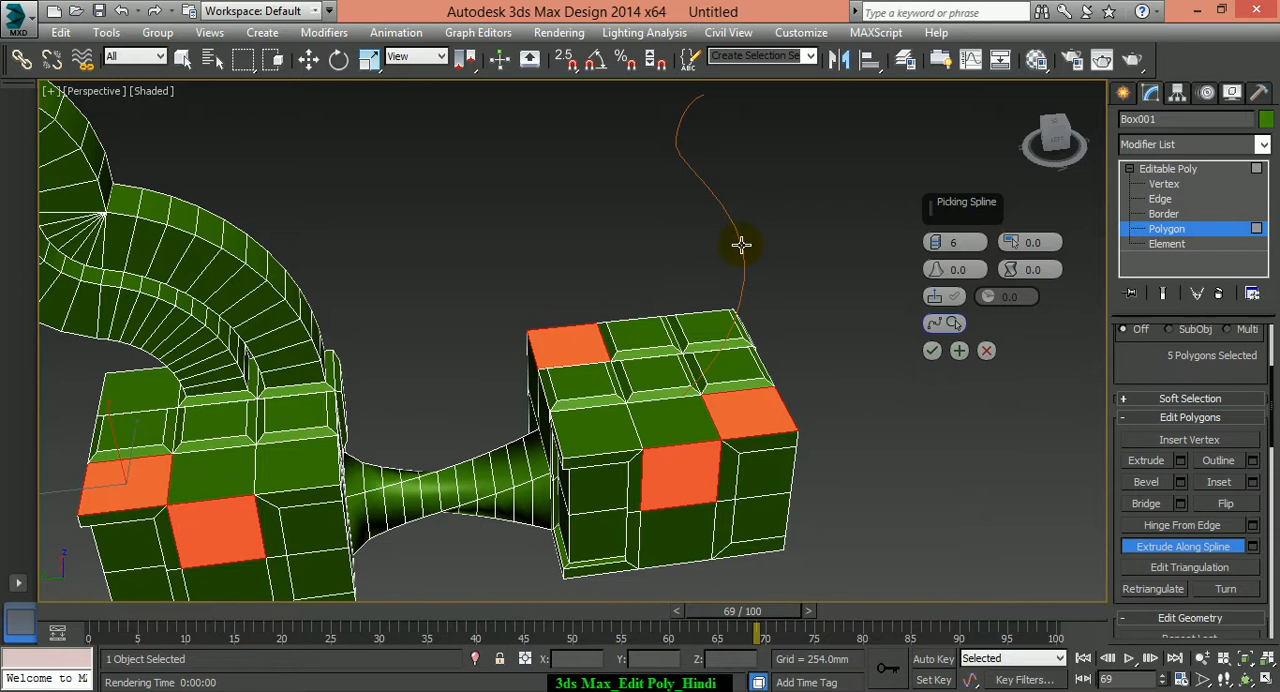 MXD
Workspace: Default
Autodesk 3ds Max Design 2014 x64 Untitled
Type a keyword or phrase
Edit Tools Group Views Create Modifiers Animation Graph Editors Rendering Lighting Analysis Civil View Customize MAXScript Help
All
View
2.5
Create Selection Se
[+] [Perspective] [Shaded]
Box001
Modifier List
Editable Poly
Vertex
Edge
Border
Polygon
Element
Picking Spline
6 0.0
0.0 0.0
0.0
Off SubObj Multi
5 Polygons Selected
+ Soft Selection
- Edit Polygons
Insert Vertex
Extrude Outline
Bevel Inset
Bridge Flip
Hinge From Edge
Extrude Along Spline
Edit Triangulation
Retriangulate Turn
- Edit Geometry
z
< 69 / 100 >
0 5 10 15 20 25 30 35 40 45 50 55 60 65 70 75 80 85 90 95 100
1 Object Selected
X: Y: Z: Grid = 254.0mm
Auto Key Selected
Welcome to M
Rendering Time 0:00:00
3ds Max_Edit Poly_Hindi
Add Time Tag
Set Key Key Filters...
69